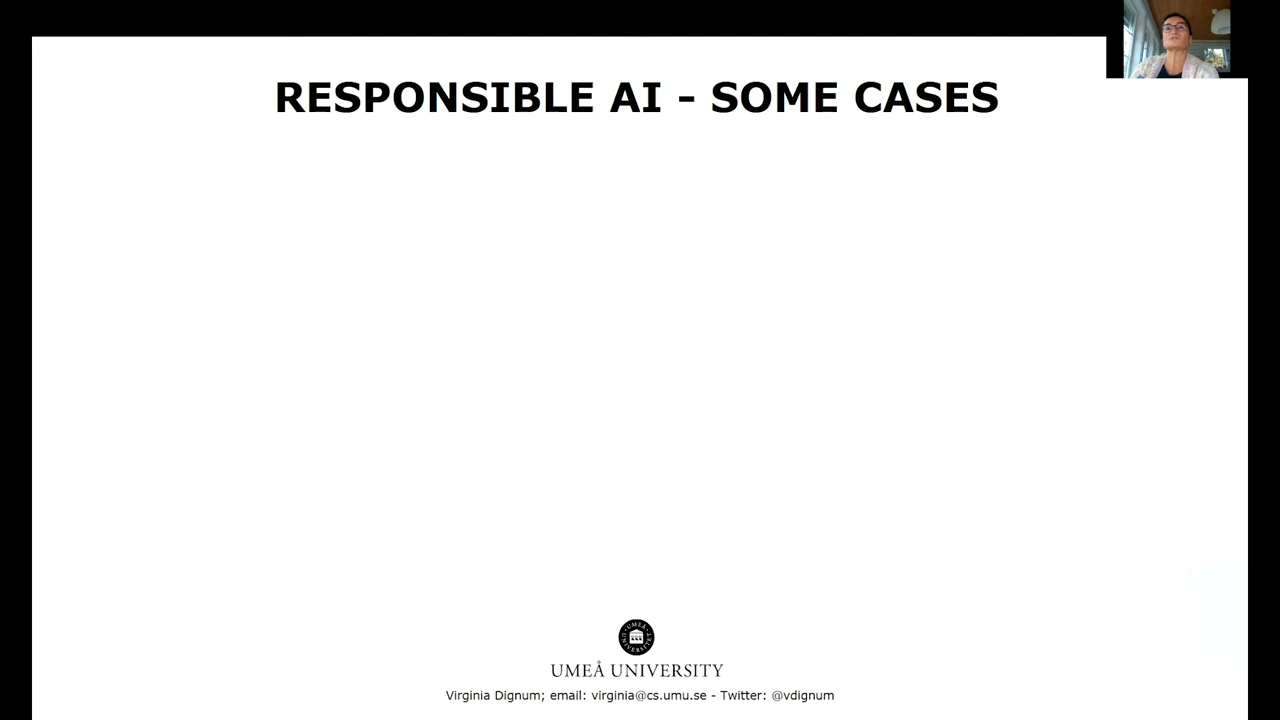 RESPONSIBLE AI - SOME CASES
UMEÅ UNIVERSITY
Virginia Dignum; email: virginia@cs.umu.se - Twitter: @vdignum